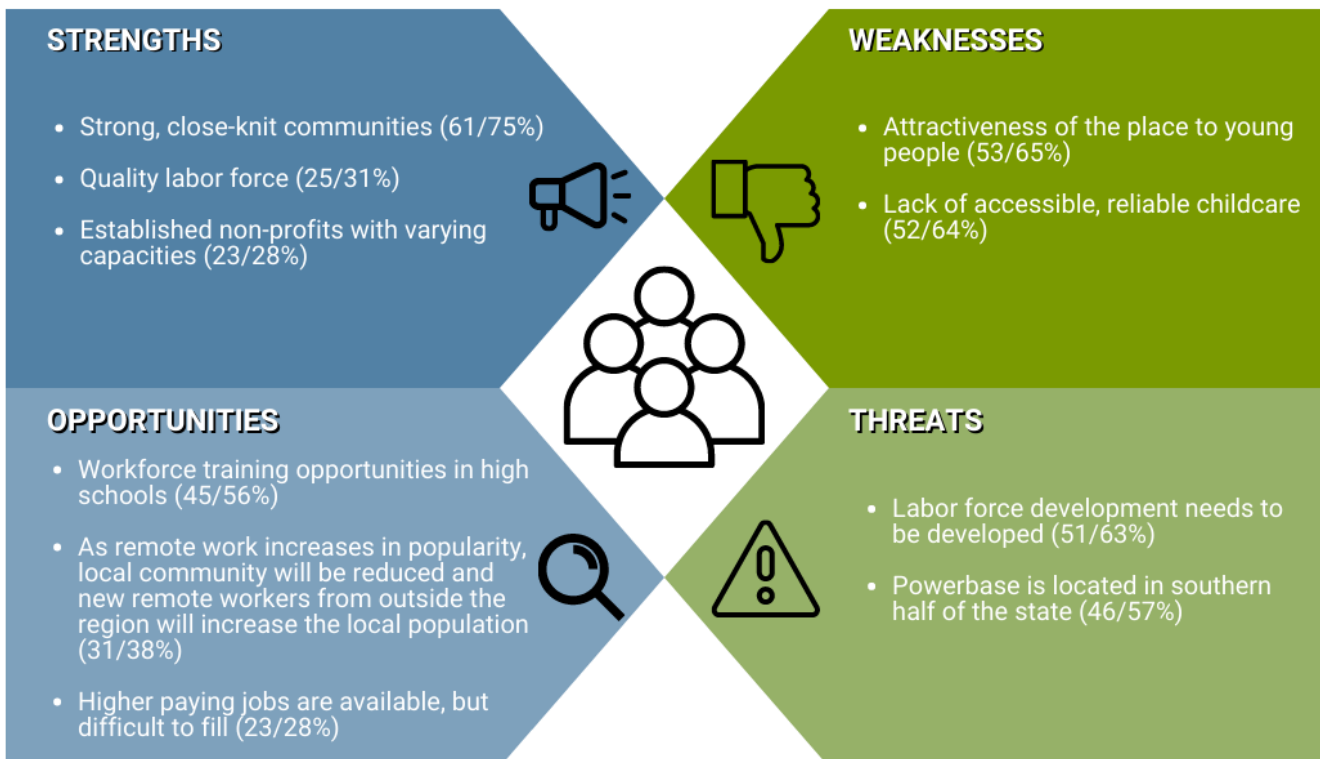 STRENGTHS
• Strong, close-knit communities (61/75%)
• Quality labor force (25/31%)
• Established non-profits with varying
capacities (23/28%)
WEAKNESSES
• Attractiveness of the place to young
people (53/65%)
• Lack of accessible, reliable childcare
(52/64%)
OPPORTUNITIES
• Workforce training opportunities in high
schools (45/56%)
• As remote work increases in popularity,
local community will be reduced and
new remote workers from outside the
region will increase the local population
(31/38%)
• Higher paying jobs are available, but
difficult to fill (23/28%)
THREATS
• Labor force development needs to
be developed (51/63%)
• Powerbase is located in southern
half of the state (46/57%)